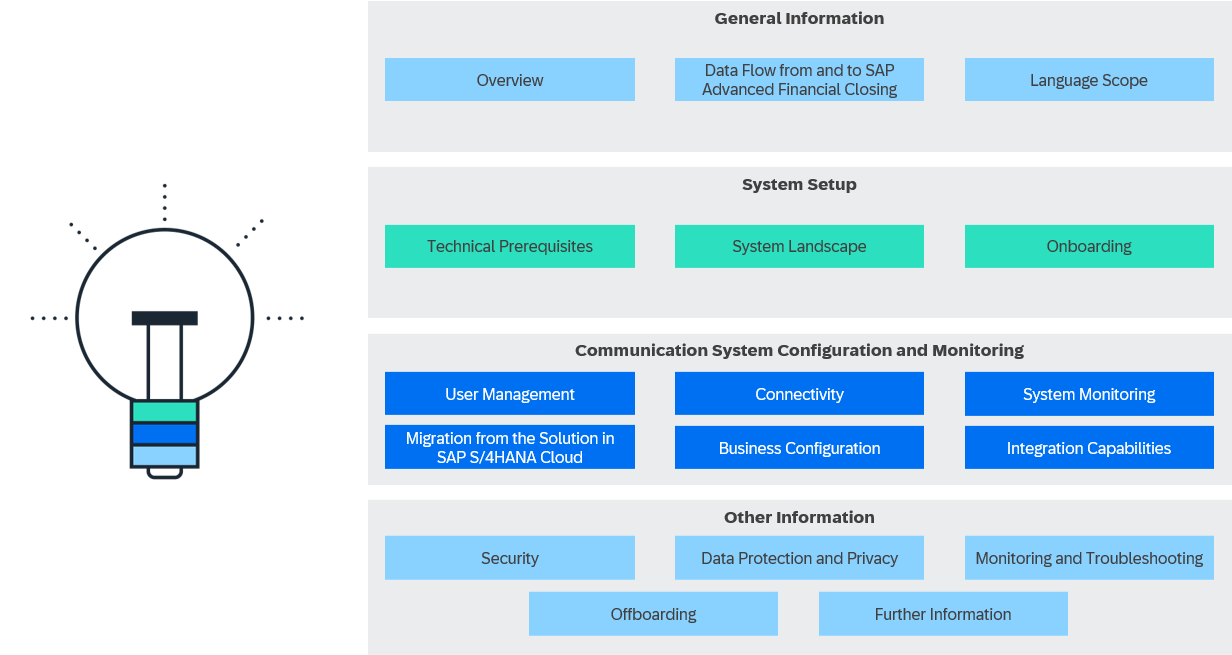 General Information
Overview
Data Flow from and to SAP
Advanced Financial Closing
Language Scope
System Setup
Technical Prerequisites
System Landscape
Onboarding
Communication System Configuration and Monitoring
User Management
Connectivity
System Monitoring
Migration from the Solution in
SAP S/4HANA Cloud
Business Configuration
Integration Capabilities
Other Information
Security
Data Protection and Privacy
Monitoring and Troubleshooting
Offboarding
Further Information